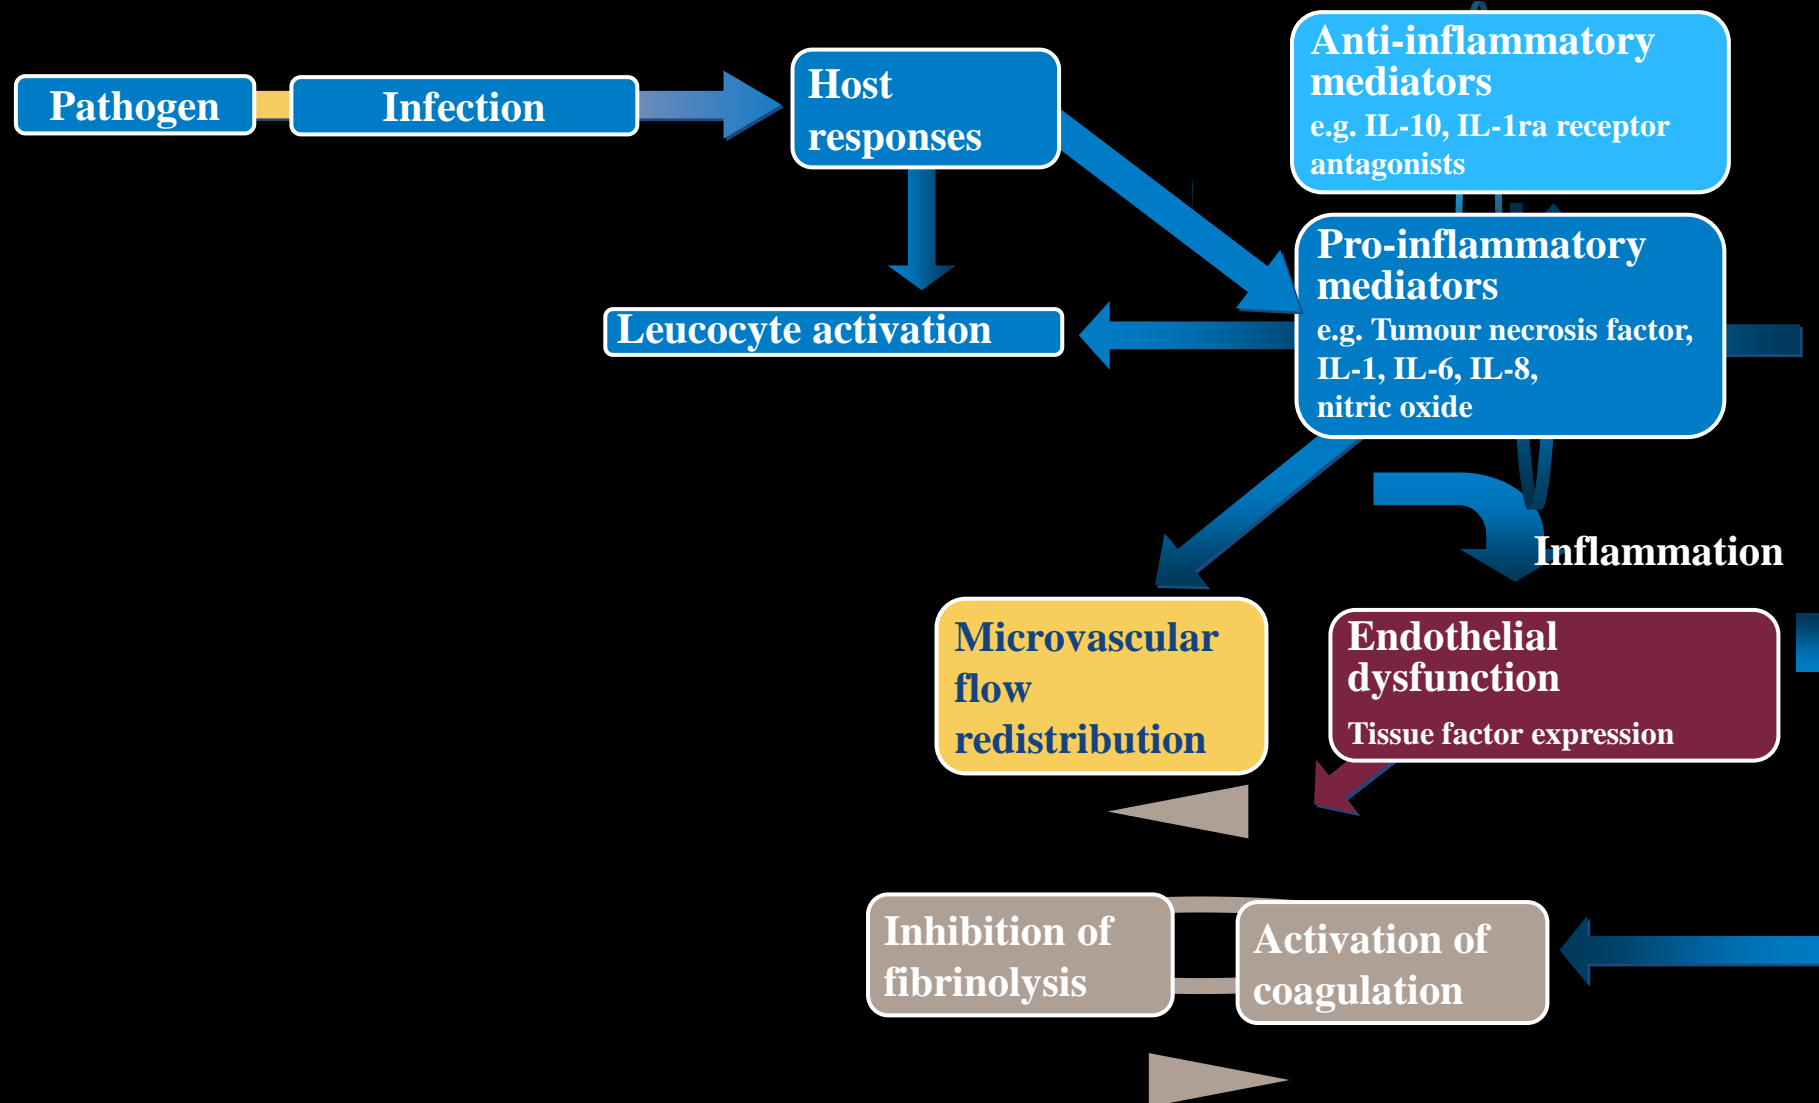 Pathogen
Infection
Host
responses
Anti-inflammatory
mediators
e.g. IL-10, IL-1ra receptor
antagonists
Pro-inflammatory
mediators
e.g. Tumour necrosis factor,
IL-1, IL-6, IL-8,
nitric oxide
Leucocyte activation
Inflammation
Microvascular
flow
redistribution
Endothelial
dysfunction
Tissue factor expression
Inhibition of
fibrinolysis
Activation of
coagulation